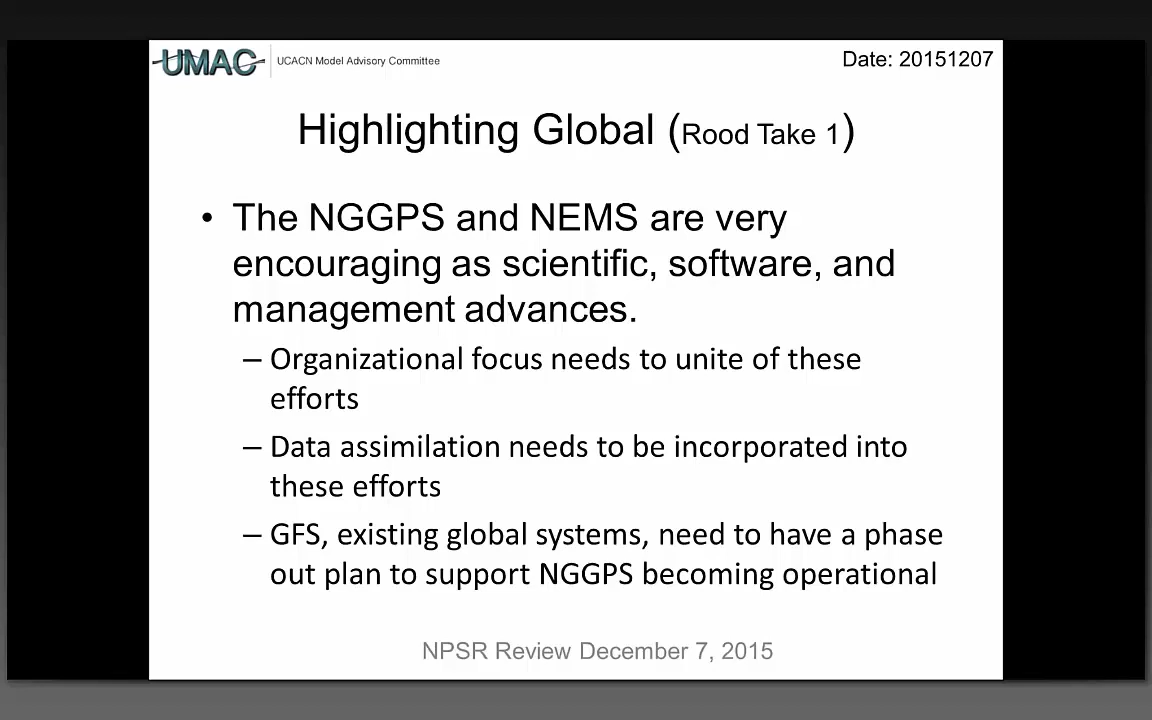 UMAC
UCACN Model Advisory Committee
Date: 20151207
Highlighting Global (Rood Take 1)
• The NGGPS and NEMS are very
encouraging as scientific, software, and
management advances.
– Organizational focus needs to unite of these
efforts
– Data assimilation needs to be incorporated into
these efforts
– GFS, existing global systems, need to have a phase
out plan to support NGGPS becoming operational
NPSR Review December 7, 2015